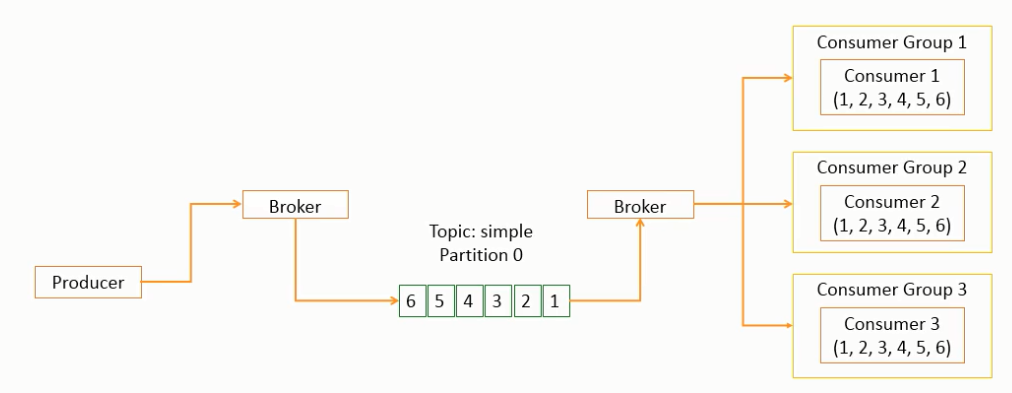 Producer
Broker
Topic: simple
Partition 0
6 5 4 3 2 1
Broker
Consumer Group 1
Consumer 1
(1, 2, 3, 4, 5, 6)
Consumer Group 2
Consumer 2
(1, 2, 3, 4, 5, 6)
Consumer Group 3
Consumer 3
(1, 2, 3, 4, 5, 6)